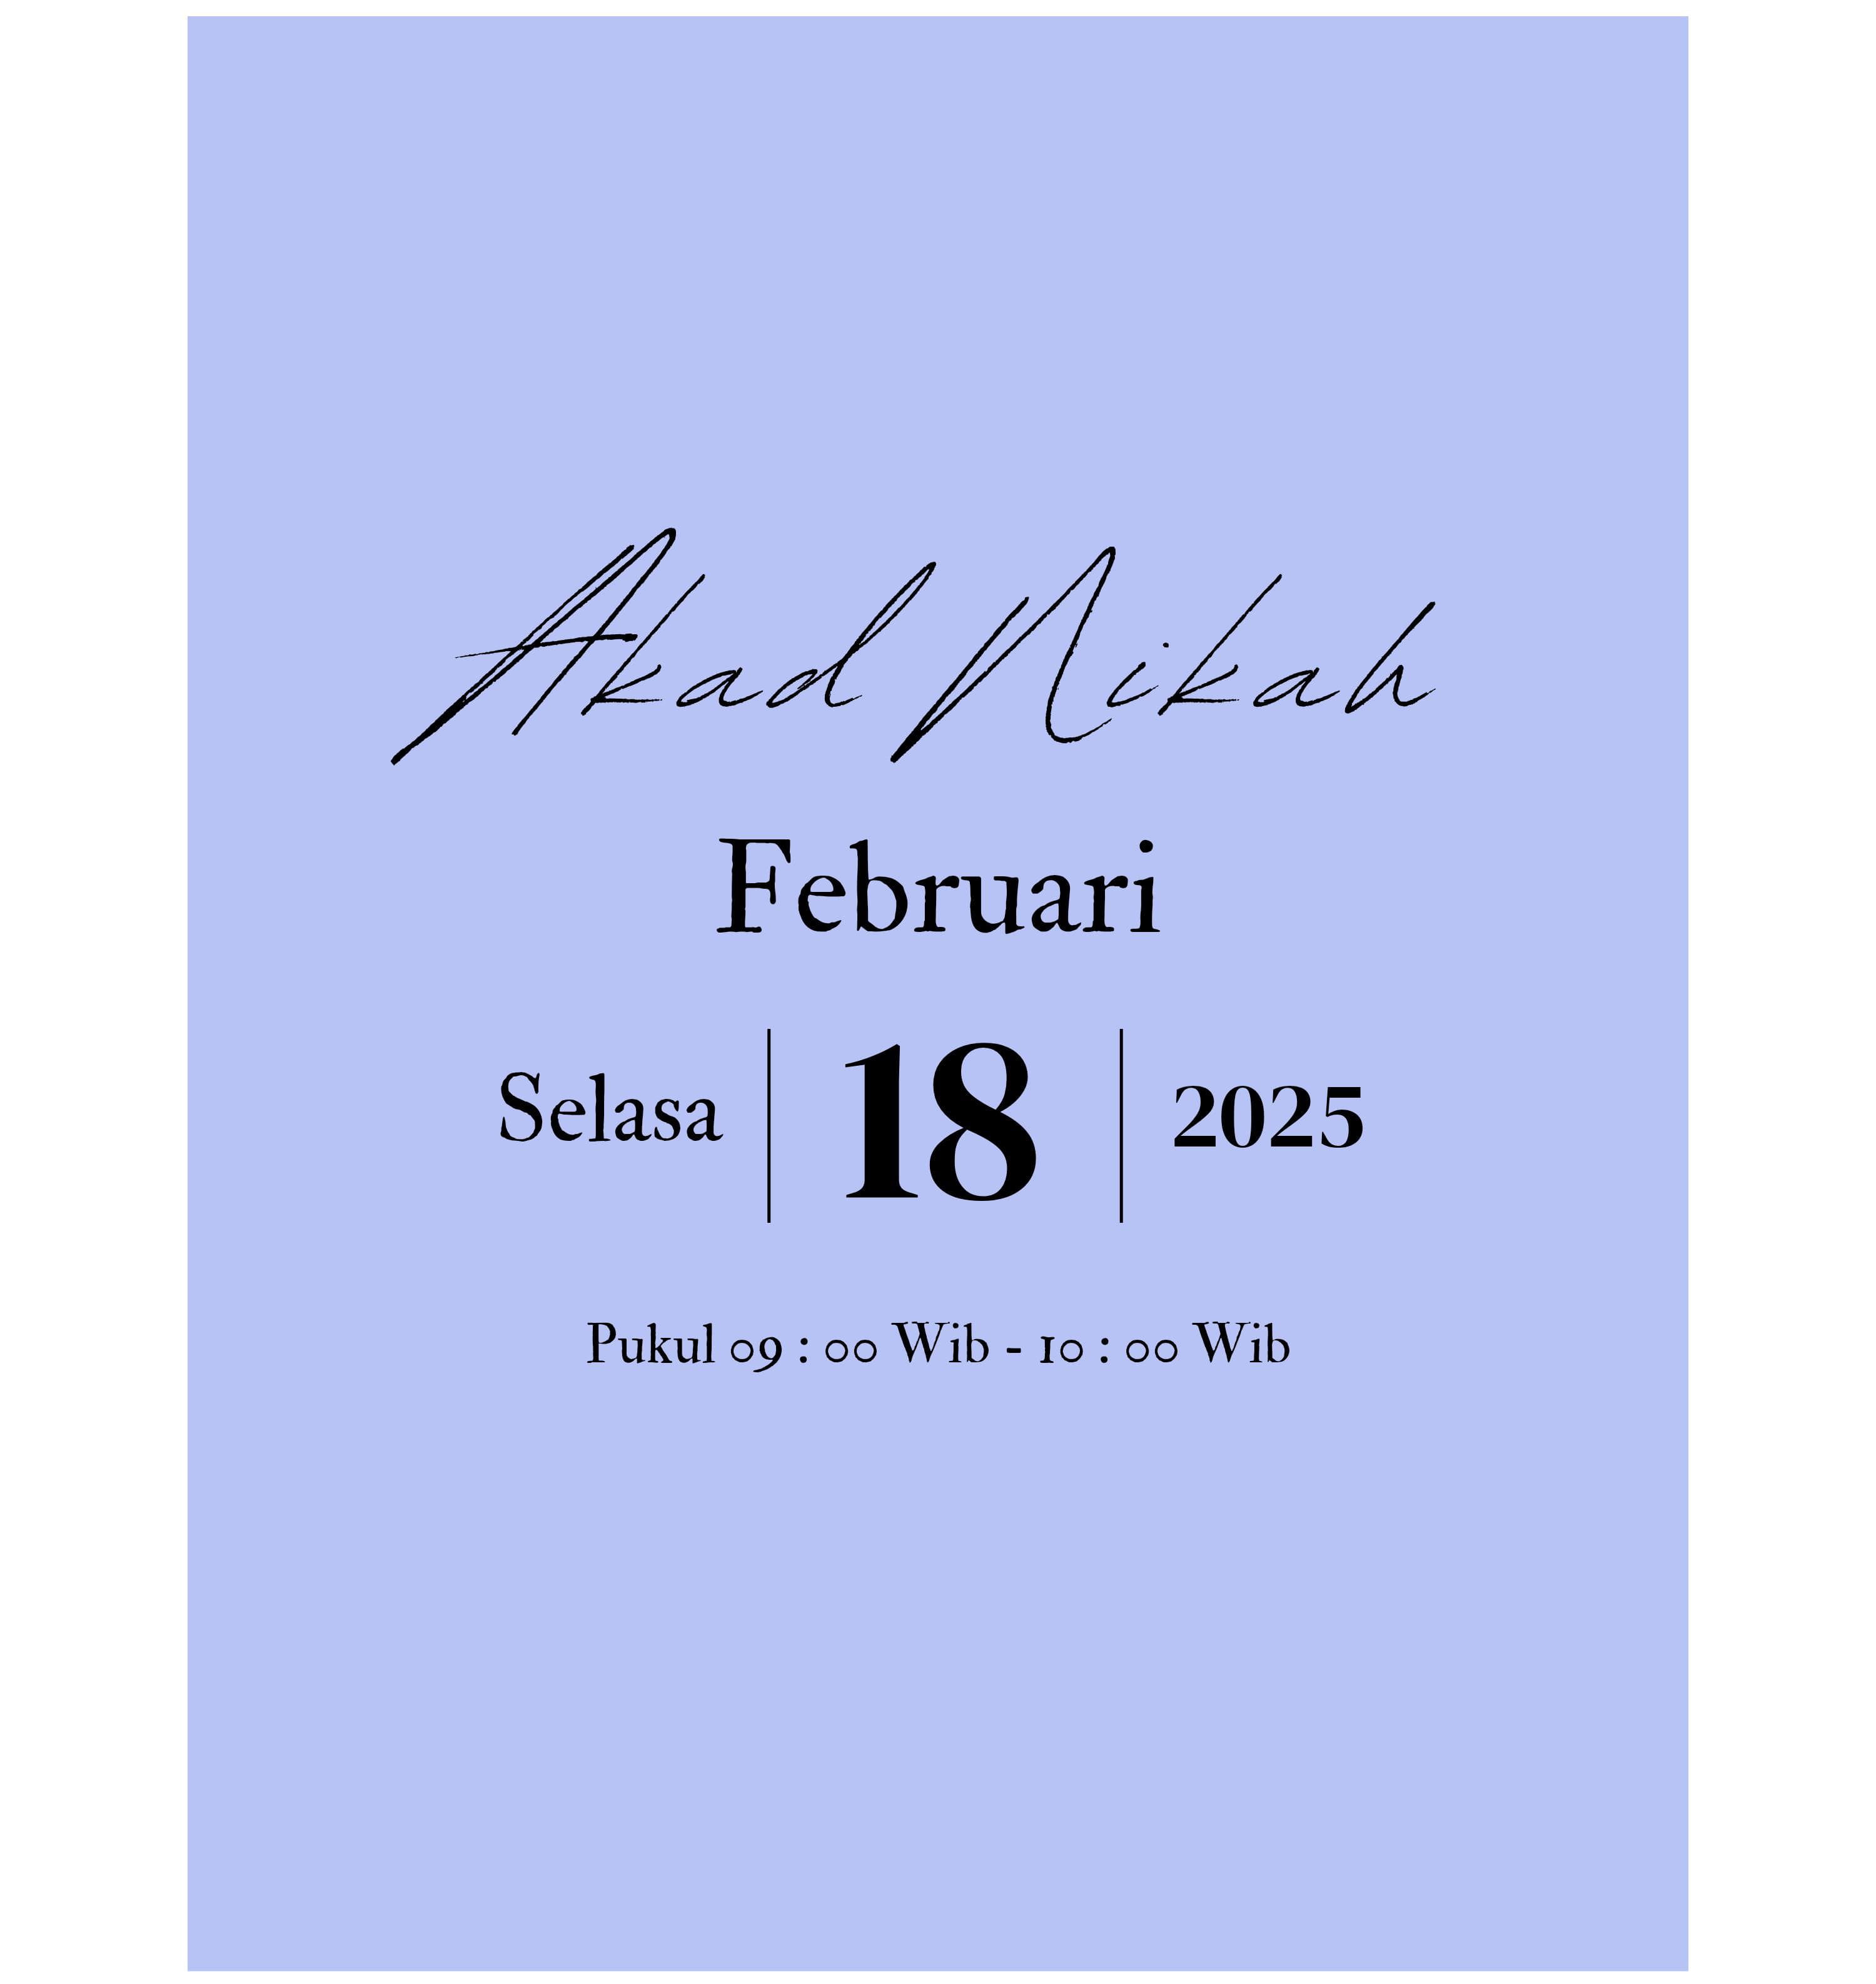 Akad Nikah
Februari
Selasa | 18 | 2025
Pukul 09 : 00 Wib - 10 : 00 Wib